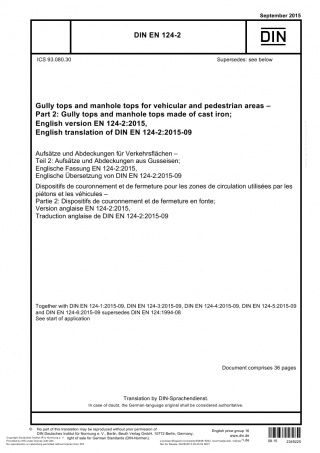 September 2015
DIN EN 124-2
DIN
ICS 93.080.30
Supersedes: see below
Gully tops and manhole tops for vehicular and pedestrian areas –
Part 2: Gully tops and manhole tops made of cast iron;
English version EN 124-2:2015,
English translation of DIN EN 124-2:2015-09
Aufsätze und Abdeckungen für Verkehrsflächen –
Teil 2: Aufsätze und Abdeckungen aus Gusseisen;
Englische Fassung EN 124-2:2015,
Englische Übersetzung von DIN EN 124-2:2015-09
Dispositifs de couronnement et de fermeture pour les zones de circulation utilisées par les
piétons et les véhicules –
Partie 2: Dispositifs de couronnement et de fermeture en fonte;
Version anglaise EN 124-2:2015,
Traduction anglaise de DIN EN 124-2:2015-09
Together with DIN EN 124-1:2015-09, DIN EN 124-3:2015-09, DIN EN 124-4:2015-09, DIN EN 124-5:2015-09
and DIN EN 124-6:2015-09 supersedes DIN EN 124:1994-08
See start of application
Document comprises 36 pages
Translation by DIN-Sprachendienst.
In case of doubt, the German-language original shall be considered authoritative.
No part of this translation may be reproduced without prior permission of
DIN Deutsches Institut für Normung e. V., Berlin. Beuth Verlag GmbH, 10772 Berlin, Germany,
right of sale for German Standards (DIN-Normen).
English price group 16
www.din.de